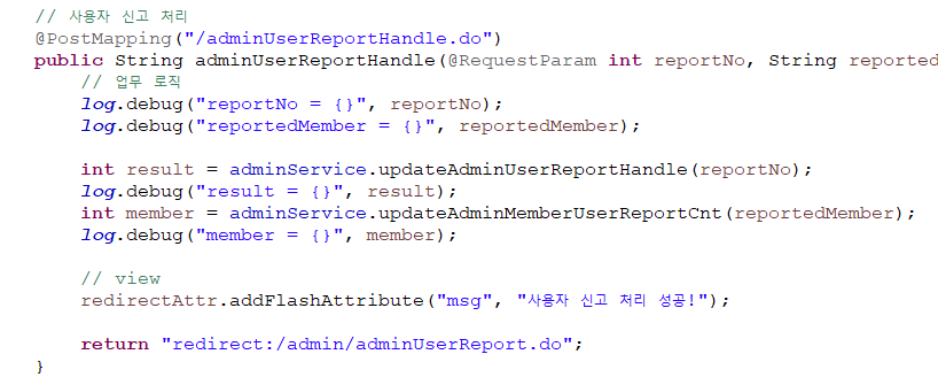 // 사용자 신고 처리
@PostMapping("/adminUserReportHandle.do")
public String adminUserReportHandle(@RequestParam int reportNo, String reported
// 업무 로직
log.debug("reportNo = {}", reportNo);
log.debug("reportedMember = {}", reportedMember);
int result = adminService.updateAdminUserReportHandle(reportNo);
log.debug("result = {}", result);
int member = adminService.updateAdminMemberUserReportCnt(reportedMember);
log.debug("member = {}", member);
// view
redirectAttr.addFlashAttribute("msg", "사용자 신고 처리 성공!");
return "redirect:/admin/adminUserReport.do";
}